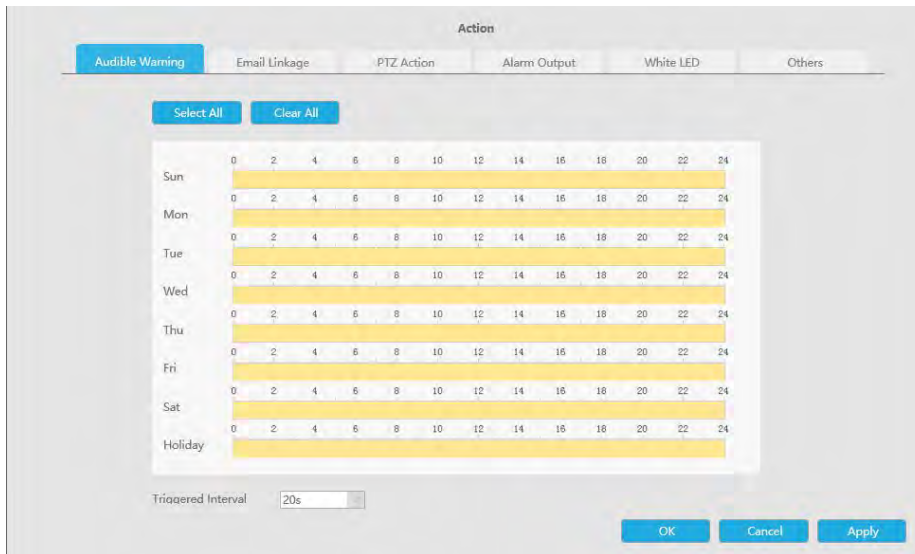 Action
Audible Warning Email Linkage PTZ Action Alarm Output White LED Others
Select All Clear All
0 2 4 6 8 10 12 14 16 18 20 22 24
Sun
0 2 4 6 8 10 12 14 16 18 20 22 24
Mon
0 2 4 6 8 10 12 14 16 18 20 22 24
Tue
0 2 4 6 8 10 12 14 16 18 20 22 24
Wed
0 2 4 6 8 10 12 14 16 18 20 22 24
Thu
0 2 4 6 8 10 12 14 16 18 20 22 24
Fri
0 2 4 6 8 10 12 14 16 18 20 22 24
Sat
0 2 4 6 8 10 12 14 16 18 20 22 24
Holiday
Triggered Interval 20s
OK Cancel Apply